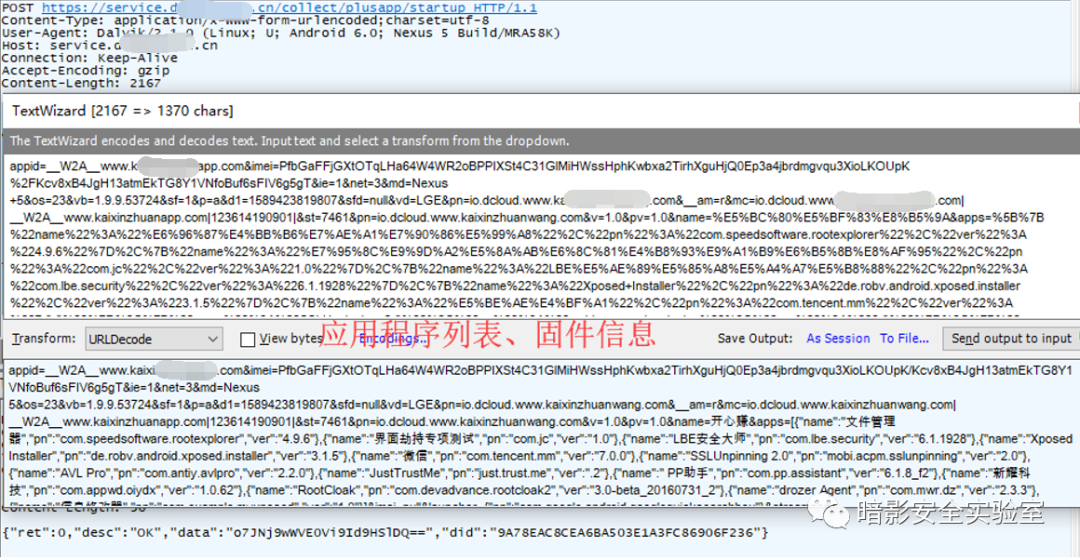 POST https://service.d .cn/collect/plusapp/startup HTTP/1.1
Content-Type: application/x-www-form-urlencoded;charset=utf-8
User-Agent: Dalvik/2.1.0 (Linux; U; Android 6.0; Nexus 5 Build/MRA58K)
Host: service.d .cn
Connection: Keep-Alive
Accept-Encoding: gzip
Content-Length: 2167
TextWizard [2167 => 1370 chars]
The TextWizard encodes and decodes text. Input text and select a transform from the dropdown.
appid=__W2A__www.k app.com&imei=PfbGaFFjGXtOTqLHa64W4WR2oBPPIXSt4C31GlMiHWssHphKwbxa2TirhXguHjQ0Ep3a4jbrdmgvqu3XioLKOUpK
%2FKcv8xB4JgH13atmEkTG8Y1VNfoBuf6sFIV6g5gT&ie=1&net=3&md=Nexus
+5&os=23&vb=1.9.9.53724&sf=1&p=a&d1=1589423819807&sfd=null&vd=LGE&pn=io.dcloud.www.ka .com&__am=r&mc=io.dcloud.www .com|
__W2A__www.kaixinzhuanapp.com|123614190901|&st=7461&pn=io.dcloud.www.kaixinzhuanwang.com&v=1.0&pv=1.0&name=%E5%BC%80%E5%BF%83%E8%B5%9A&apps=%5B%7B
%22name%22%3A%22%E6%96%87%E4%BB%B6%E7%AE%A1%E7%90%86%E5%99%A8%22%2C%22pn%22%3A%22com.speedsoftware.rootexplorer%22%2C%22ver%22%3A
%224.9.6%22%7D%2C%7B%22name%22%3A%22%E7%95%8C%E9%9D%A2%E5%8A%AB%E6%8C%81%E4%B8%93%E9%A1%B9%E6%B5%8B%E8%AF%95%22%2C%22pn
%22%3A%22com.jc%22%2C%22ver%22%3A%221.0%22%7D%2C%7B%22name%22%3A%22LBE%E5%AE%89%E5%85%A8%E5%A4%A7%E5%B8%88%22%2C%22pn%22%3A
%22com.lbe.security%22%2C%22ver%22%3A%226.1.1928%22%7D%2C%7B%22name%22%3A%22Xposed+Installer%22%2C%22pn%22%3A%22de.robv.android.xposed.installer
%22%2C%22ver%22%3A%223.1.5%22%7D%2C%7B%22name%22%3A%22%E5%BE%AE%E4%BF%A1%22%2C%22pn%22%3A%22com.tencent.mm%22%2C%22ver%22%3A
Transform: URLDecode View bytes Encodings... Save Output: As Session To File... Send output to input
应用程序列表、固件信息
appid=__W2A__www.kaixi app.com&imei=PfbGaFFjGXtOTqLHa64W4WR2oBPPIXSt4C31GlMiHWssHphKwbxa2TirhXguHjQ0Ep3a4jbrdmgvqu3XioLKOUpK/Kcv8xB4JgH13atmEkTG8Y1
VNfoBuf6sFIV6g5gT&ie=1&net=3&md=Nexus
5&os=23&vb=1.9.9.53724&sf=1&p=a&d1=1589423819807&sfd=null&vd=LGE&pn=io.dcloud.www.kaixinzhuanwang.com&__am=r&mc=io.dcloud.www.kaixinzhuanwang.com|
__W2A__www.kaixinzhuanapp.com|123614190901|&st=7461&pn=io.dcloud.www.kaixinzhuanwang.com&v=1.0&pv=1.0&name=开心赚&apps=[{"name":"文件管理
器","pn":"com.speedsoftware.rootexplorer","ver":"4.9.6"},{"name":"界面劫持专项测试","pn":"com.jc","ver":"1.0"},{"name":"LBE安全大师","pn":"com.lbe.security","ver":"6.1.1928"},{"name":"Xposed
Installer","pn":"de.robv.android.xposed.installer","ver":"3.1.5"},{"name":"微信","pn":"com.tencent.mm","ver":"7.0.0"},{"name":"SSLUnpinning 2.0","pn":"mobi.acpm.sslunpinning","ver":"2.0"},
{"name":"AVL Pro","pn":"com.antiy.avlpro","ver":"2.2.0"},{"name":"JustTrustMe","pn":"just.trust.me","ver":".2"},{"name":" PP助手","pn":"com.pp.assistant","ver":"6.1.8_f2"},{"name":"新耀科
技","pn":"com.appwd.oiydx","ver":"1.0.62"},{"name":"RootCloak","pn":"com.devadvance.rootcloak2","ver":"3.0-beta_20160731_2"},{"name":"drozer Agent","pn":"com.mwr.dz","ver":"2.3.3"},
{"ret":0,"desc":"OK","data":"o7JNj9wWVEOVi9Id9HSlDQ==","did":"9A78EAC8CEA6BA503E1A3FC86906F236"}
暗影安全实验室